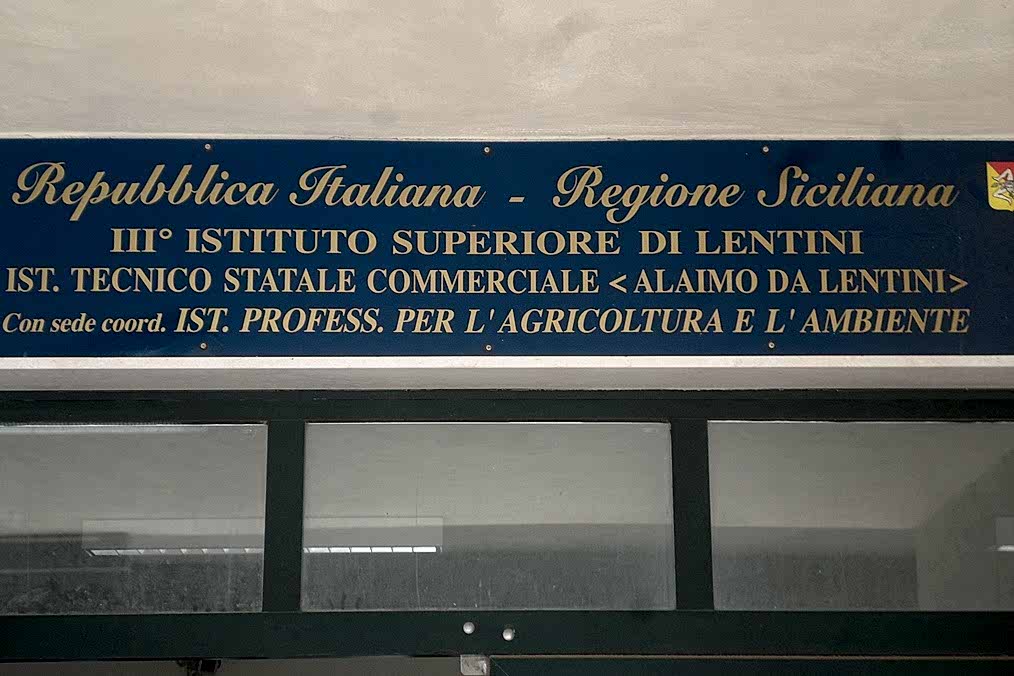 Repubblica Italiana - Regione Siciliana
III° ISTITUTO SUPERIORE DI LENTINI
IST. TECNICO STATALE COMMERCIALE < ALAIMO DA LENTINI>
Con sede coord. IST. PROFESS. PER L'AGRICOLTURA E L'AMBIENTE